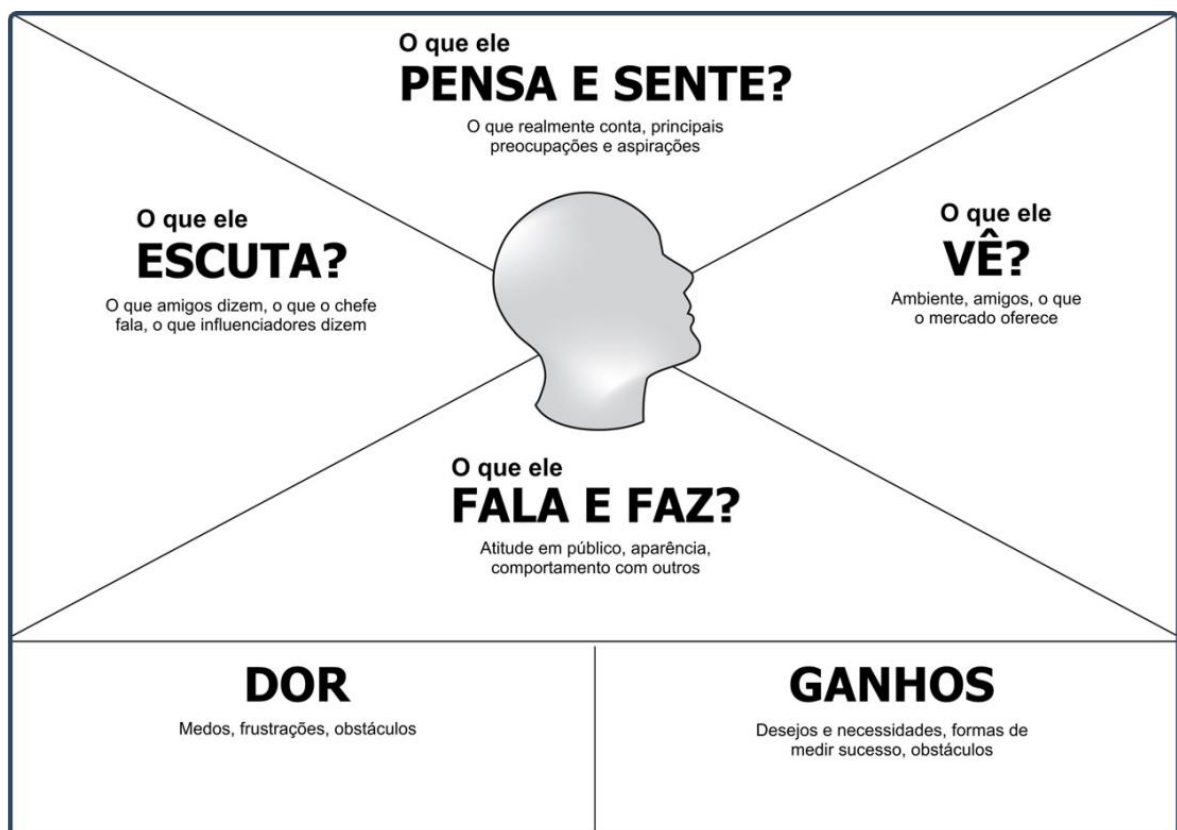 O que ele
PENSA E SENTE?
O que realmente conta, principais
preocupações e aspirações
O que ele
ESCUTA?
O que amigos dizem, o que o chefe
fala, o que influenciadores dizem
O que ele
VÊ?
Ambiente, amigos, o que
o mercado oferece
O que ele
FALA E FAZ?
Atitude em público, aparência,
comportamento com outros
DOR
Medos, frustrações, obstáculos
GANHOS
Desejos e necessidades, formas de
medir sucesso, obstáculos